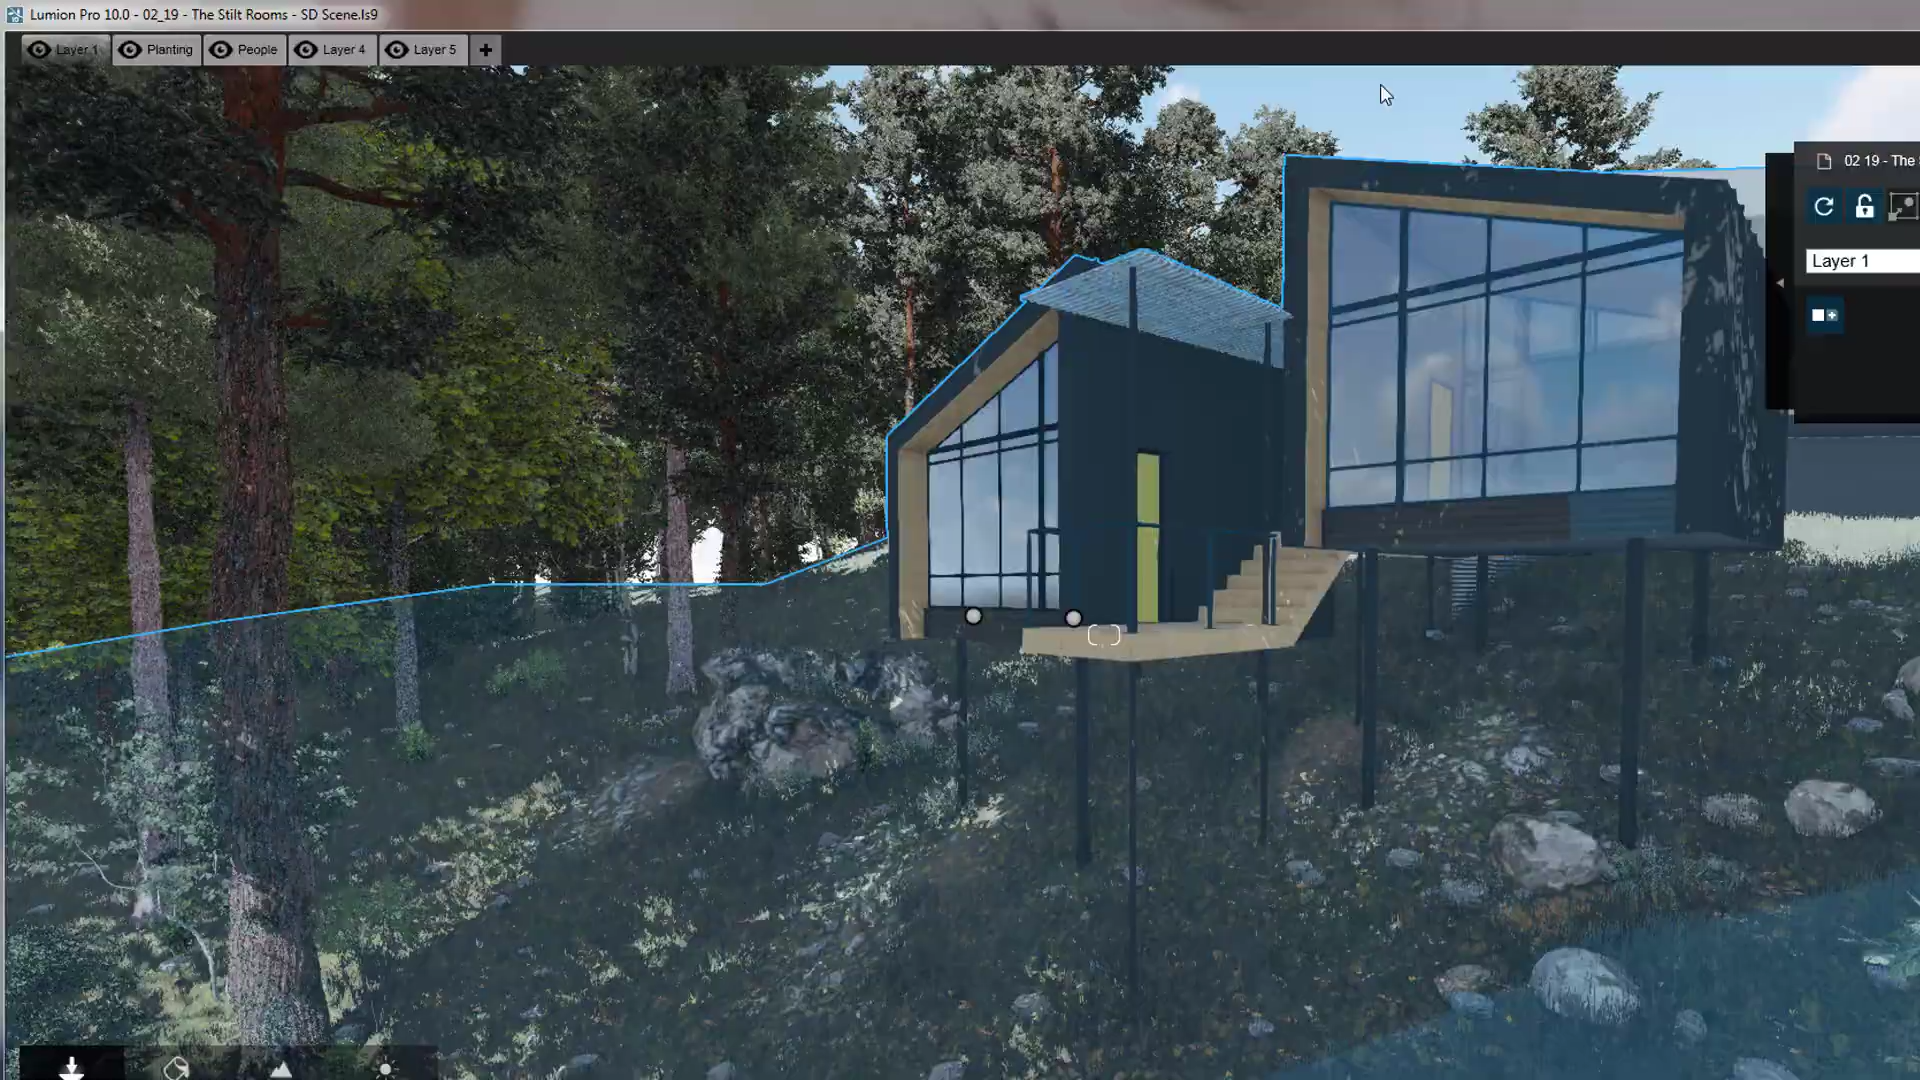 Lumion Pro 10.0 - 02_19 - The Stilt Rooms - SD Scene.ls9
Layer 1 Planting People Layer 4 Layer 5 +
02 19 - The
Layer 1